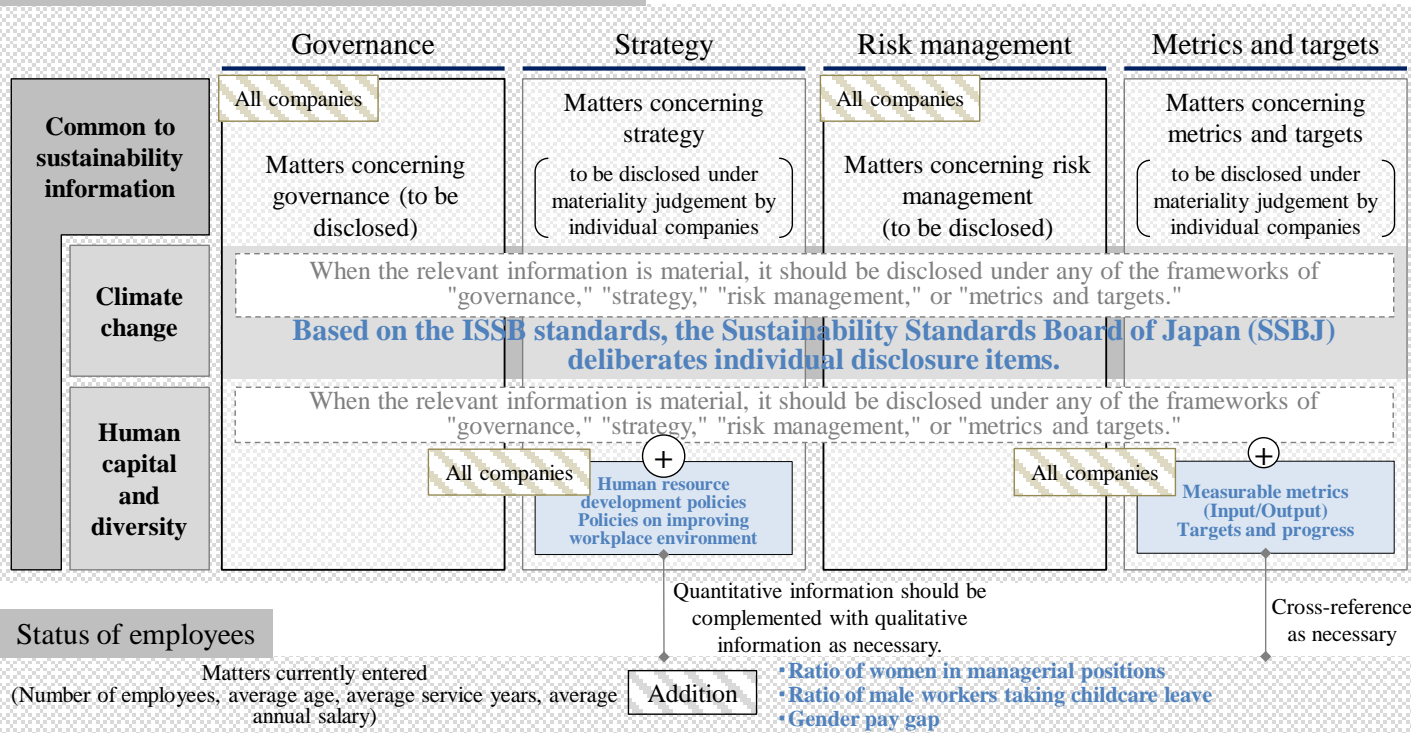 Governance
Strategy
Risk management
Metrics and targets
Common to
sustainability
information
All companies
Matters concerning
governance (to be
disclosed)
Matters concerning
strategy
to be disclosed under
materiality judgement by
individual companies
All companies
Matters concerning risk
management
(to be disclosed)
Matters concerning
metrics and targets
to be disclosed under
materiality judgement by
individual companies
Climate
change
When the relevant information is material, it should be disclosed under any of the frameworks of
"governance," "strategy," "risk management," or "metrics and targets."
Based on the ISSB standards, the Sustainability Standards Board of Japan (SSBJ)
deliberates individual disclosure items.
Human
capital
and
diversity
When the relevant information is material, it should be disclosed under any of the frameworks of
"governance," "strategy," "risk management," or "metrics and targets."
All companies
+
Human resource
development policies
Policies on improving
workplace environment
All companies
+
Measurable metrics
(Input/Output)
Targets and progress
Quantitative information should be
complemented with qualitative
information as necessary.
Cross-reference
as necessary
Status of employees
Matters currently entered
(Number of employees, average age, average service years, average
annual salary)
Addition
・Ratio of women in managerial positions
・Ratio of male workers taking childcare leave
・Gender pay gap